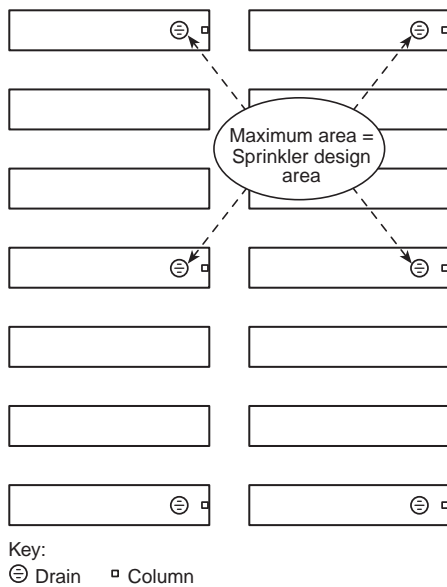 Maximum area =
Sprinkler design
area
Key:
Drain Column